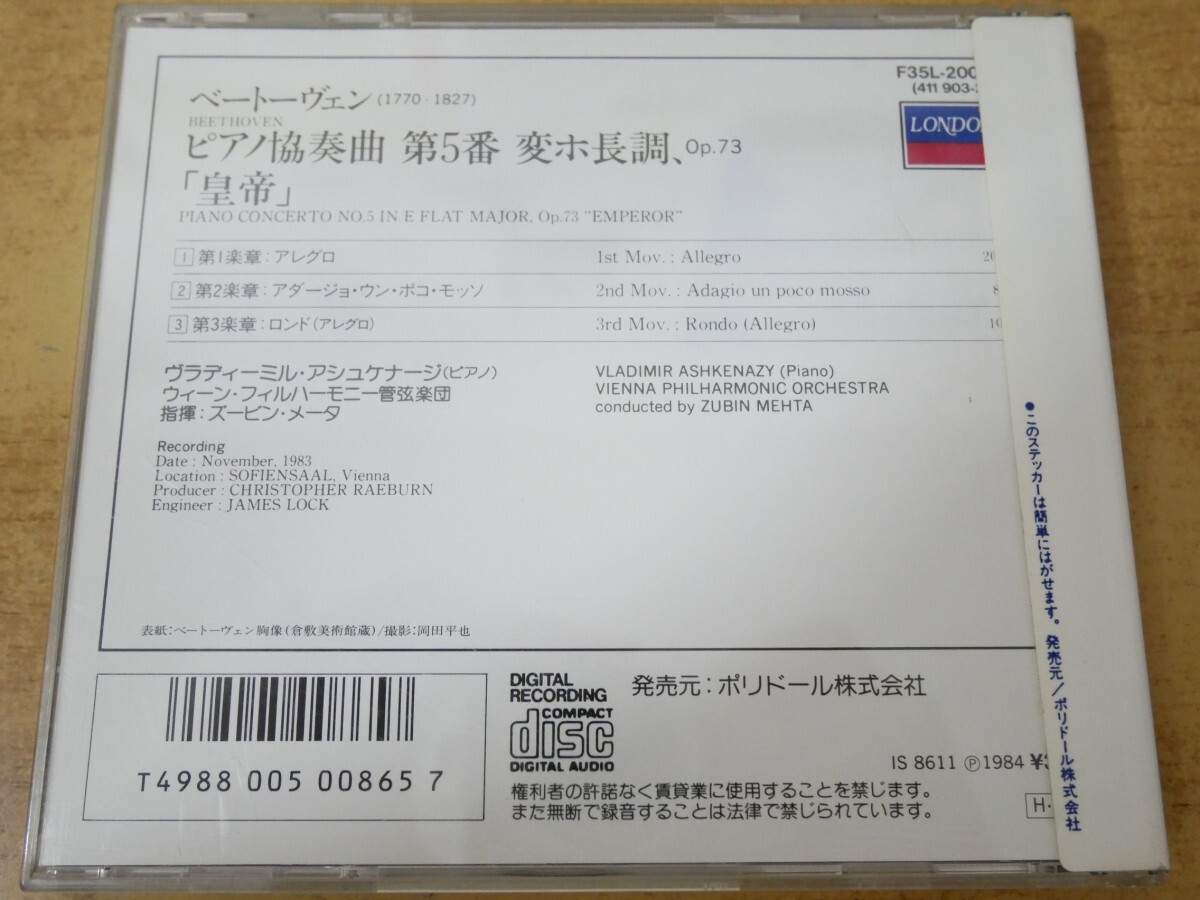 F35L-200
(411 903-
LONDON
ベートーヴェン(1770・1827)
BEETHOVEN
ピアノ協奏曲 第5番 変ホ長調、Op.73
「皇帝」
PIANO CONCERTO NO.5 IN E FLAT MAJOR, Op.73 "EMPEROR"
1 第1楽章:アレグロ 1st Mov. : Allegro 20
2 第2楽章:アダージョ・ウン・ポコ・モッソ 2nd Mov. : Adagio un poco mosso 8
3 第3楽章:ロンド(アレグロ) 3rd Mov. : Rondo (Allegro) 10
ヴラディーミル・アシュケナージ(ピアノ)
ウィーン・フィルハーモニー管弦楽団
指揮:ズービン・メータ
VLADIMIR ASHKENAZY (Piano)
VIENNA PHILHARMONIC ORCHESTRA
conducted by ZUBIN MEHTA
Recording
Date : November, 1983
Location : SOFIENSAAL, Vienna
Producer : CHRISTOPHER RAEBURN
Engineer : JAMES LOCK
表紙:ベートーヴェン胸像(倉敷美術館蔵)/撮影:岡田平也
T4988 005 00865 7
DIGITAL
RECORDING
COMPACT
disc
DIGITAL AUDIO
発売元:ポリドール株式会社
IS 8611 Ⓟ1984 ¥3
権利者の許諾なく賃貸業に使用することを禁じます。
また無断で録音することは法律で禁じられています。
H・
●このステッカーは簡単にはがせます。発売元/ポリドール株式会社